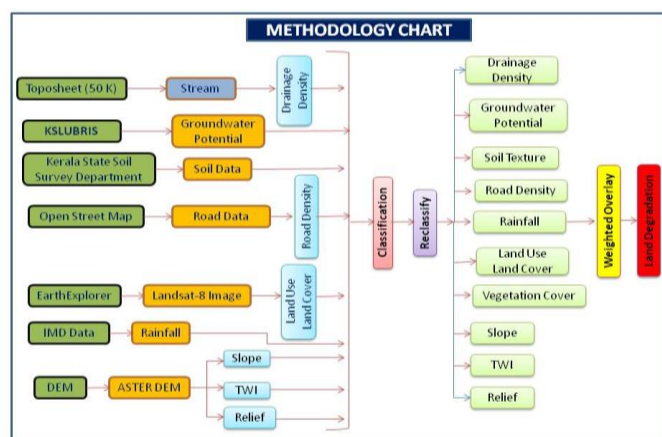 METHODOLOGY CHART
Toposheet (50 K)
Stream
Drainage
Density
KSLUBRIS
Groundwater
Potential
Kerala State Soil
Survey Department
Soil Data
Open Street Map
Road Data
Road Density
EarthExplorer
Landsat-8 Image
Land Use
Land Cover
IMD Data
Rainfall
DEM
ASTER DEM
Slope
TWI
Relief
Classification
Reclassify
Drainage
Density
Groundwater
Potential
Soil Texture
Road Density
Rainfall
Land Use
Land Cover
Vegetation Cover
Slope
TWI
Relief
Weighted Overlay
Land Degradation